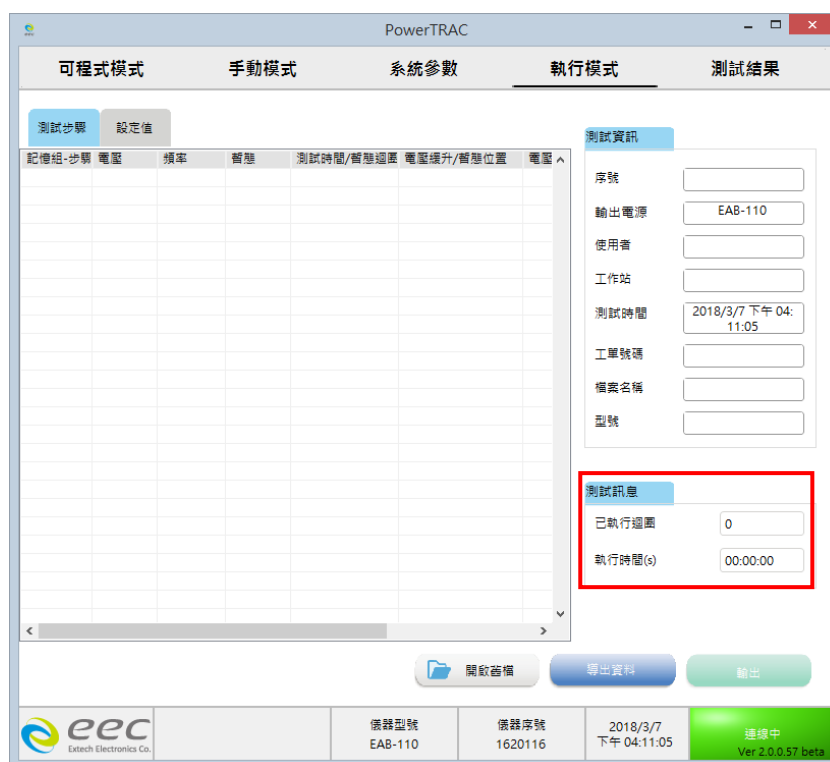 PowerTRAC
可程式模式 手動模式 系統參數 執行模式 測試結果
測試步驟 設定值
記憶組-步驟 電壓 頻率 暫態 測試時間/暫態迴圈 電壓緩升/暫態位置 電壓
測試資訊
序號
輸出電源 EAB-110
使用者
工作站
測試時間 2018/3/7 下午 04:
11:05
工單號碼
檔案名稱
型號
測試訊息
已執行迴圈 0
執行時間(s) 00:00:00
開啟舊檔 導出資料 輸出
eec
Extech Electronics Co.
儀器型號
EAB-110
儀器序號
1620116
2018/3/7
下午 04:11:05
連線中
Ver 2.0.0.57 beta